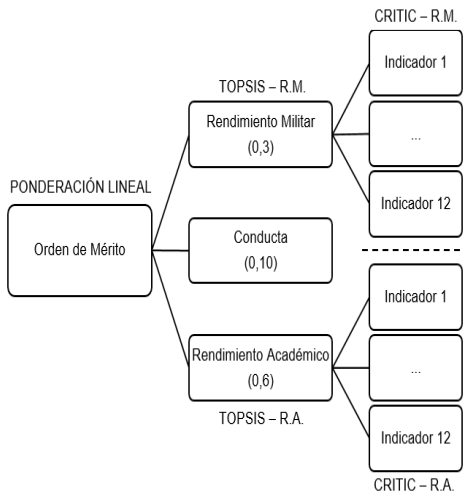 CRITIC – R.M.
Indicador 1
TOPSIS – R.M.
Rendimiento Militar
(0,3)
...
PONDERACIÓN LINEAL
Indicador 12
Orden de Mérito
Conducta
(0,10)
Indicador 1
Rendimiento Académico
(0,6)
...
TOPSIS – R.A.
Indicador 12
CRITIC – R.A.